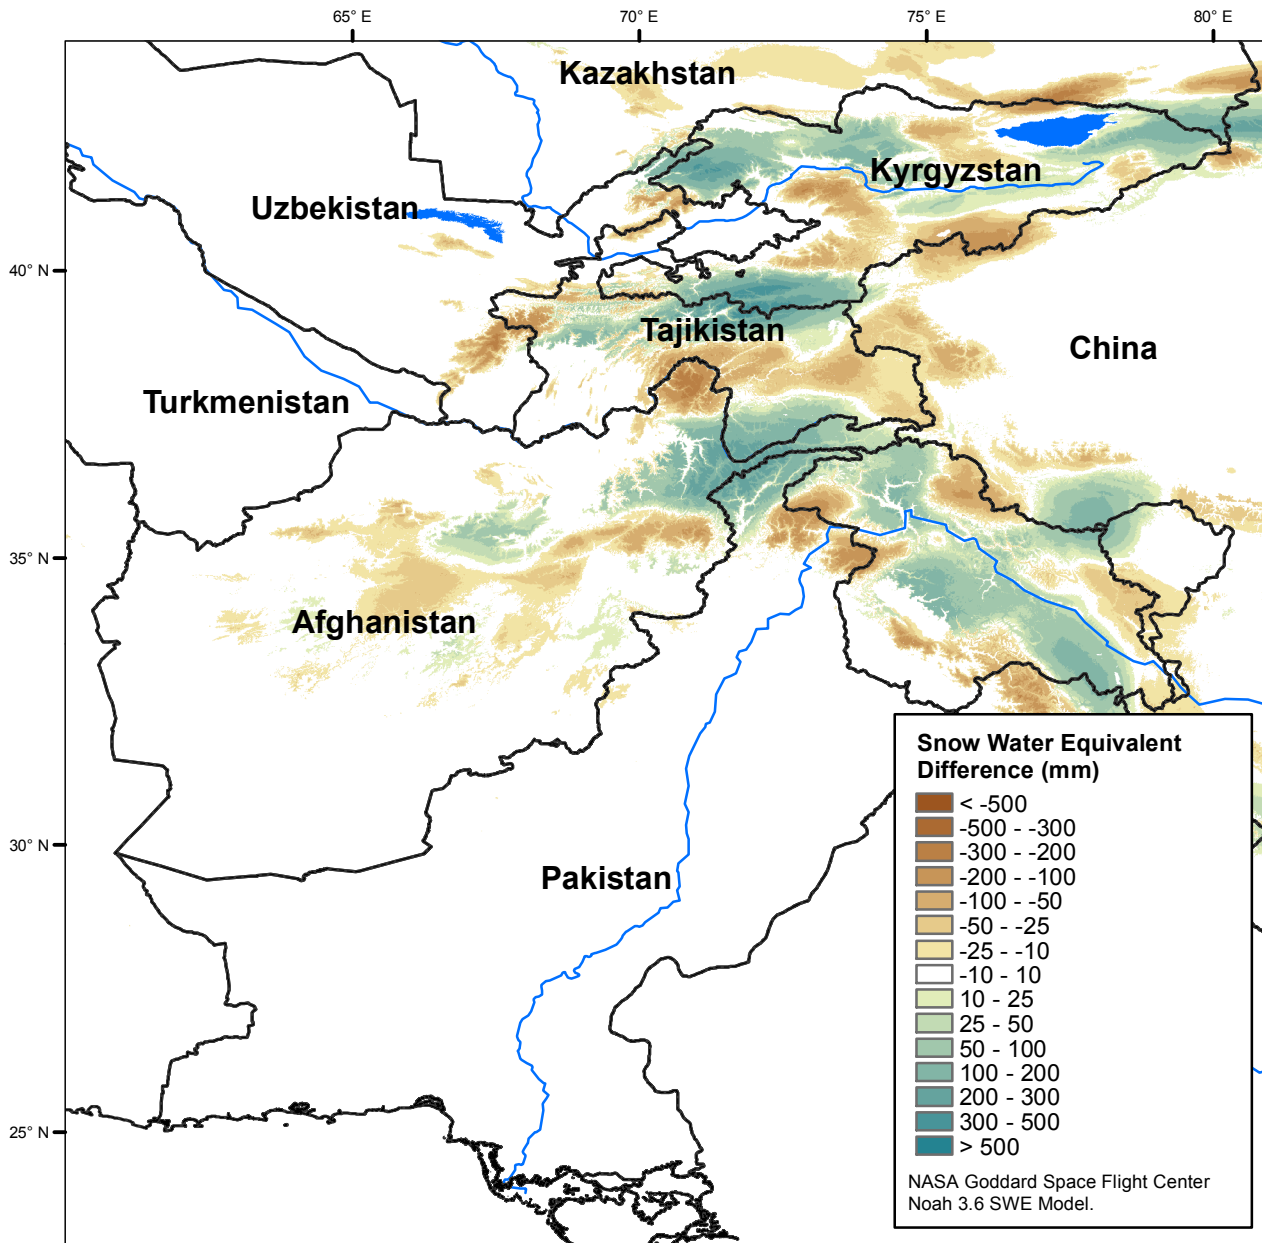 65° E
70° E
75° E
80° E
Kazakhstan
Kyrgyzstan
Uzbekistan
40° N
Tajikistan
China
Turkmenistan
35° N
Afghanistan
30° N
Pakistan
25° N
Snow Water Equivalent
Difference (mm)
< -500
-500 - -300
-300 - -200
-200 - -100
-100 - -50
-50 - -25
-25 - -10
-10 - 10
10 - 25
25 - 50
50 - 100
100 - 200
200 - 300
300 - 500
> 500
NASA Goddard Space Flight Center
Noah 3.6 SWE Model.